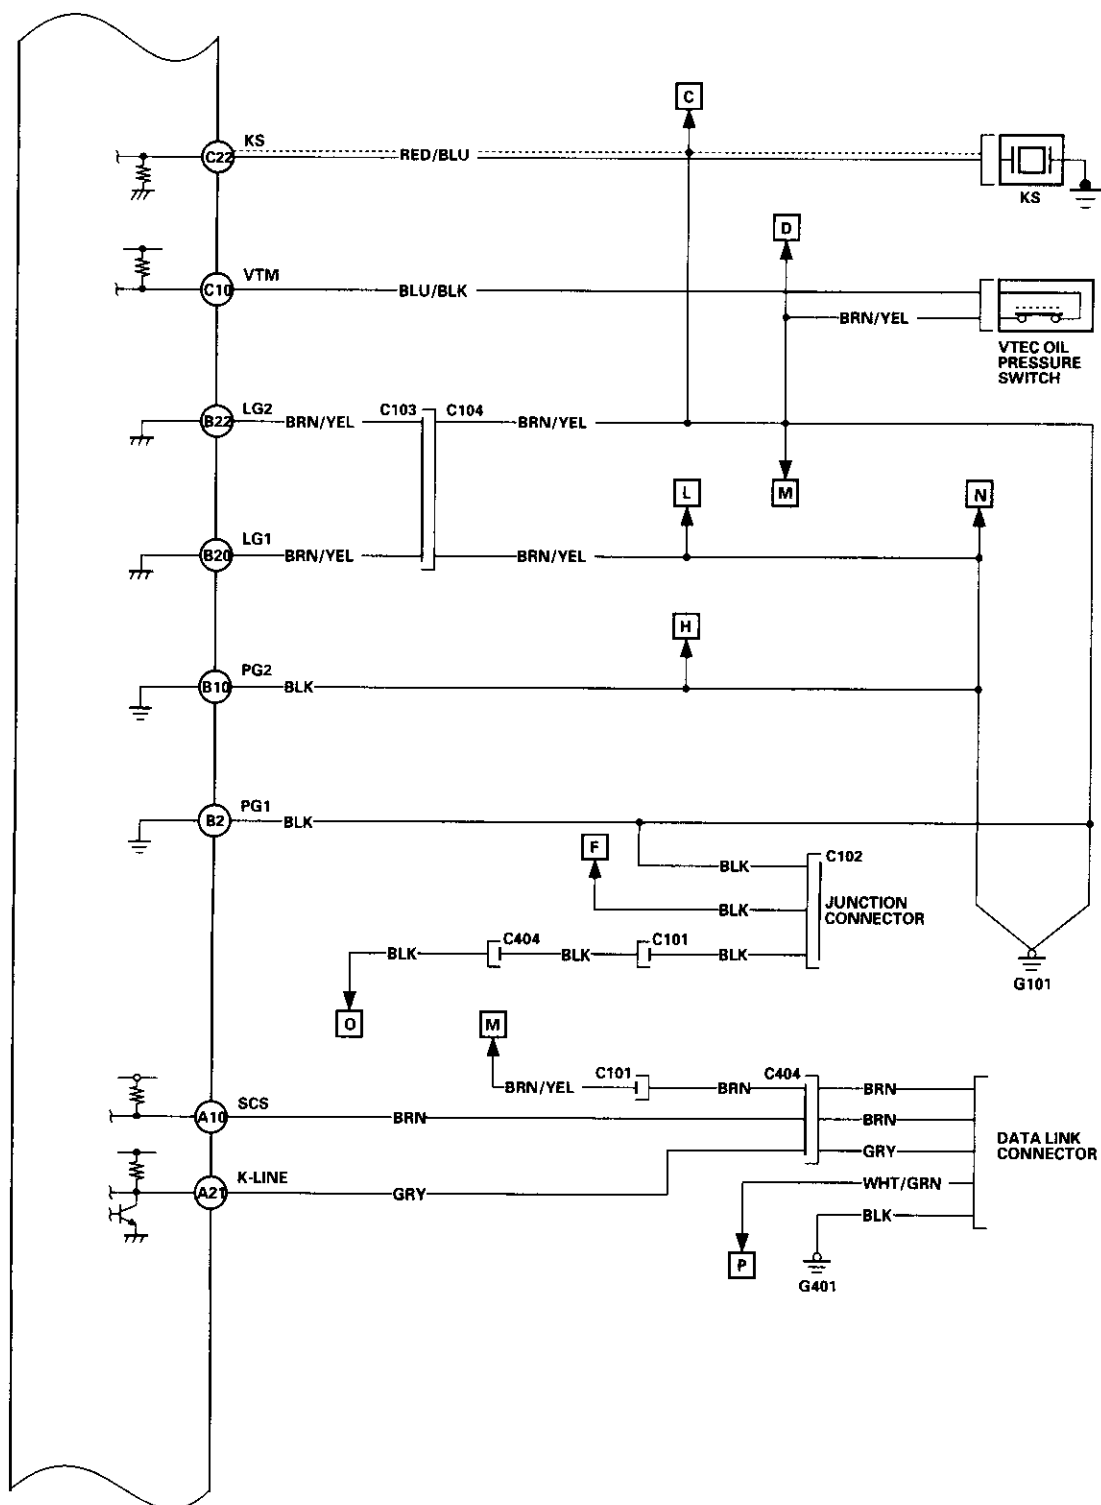 C
KS
C22
RED/BLU
KS
D
VTM
C10
BLU/BLK
BRN/YEL
VTEC OIL
PRESSURE
SWITCH
LG2
B22
BRN/YEL
C103
C104
BRN/YEL
L
M
N
LG1
B20
BRN/YEL
BRN/YEL
H
PG2
B10
BLK
PG1
B2
BLK
F
BLK
C102
BLK
JUNCTION
CONNECTOR
BLK
C404
BLK
C101
BLK
G101
O
M
BRN/YEL
C101
BRN
C404
BRN
SCS
A10
BRN
BRN
DATA LINK
CONNECTOR
GRY
K-LINE
A21
GRY
WHT/GRN
BLK
P
G401